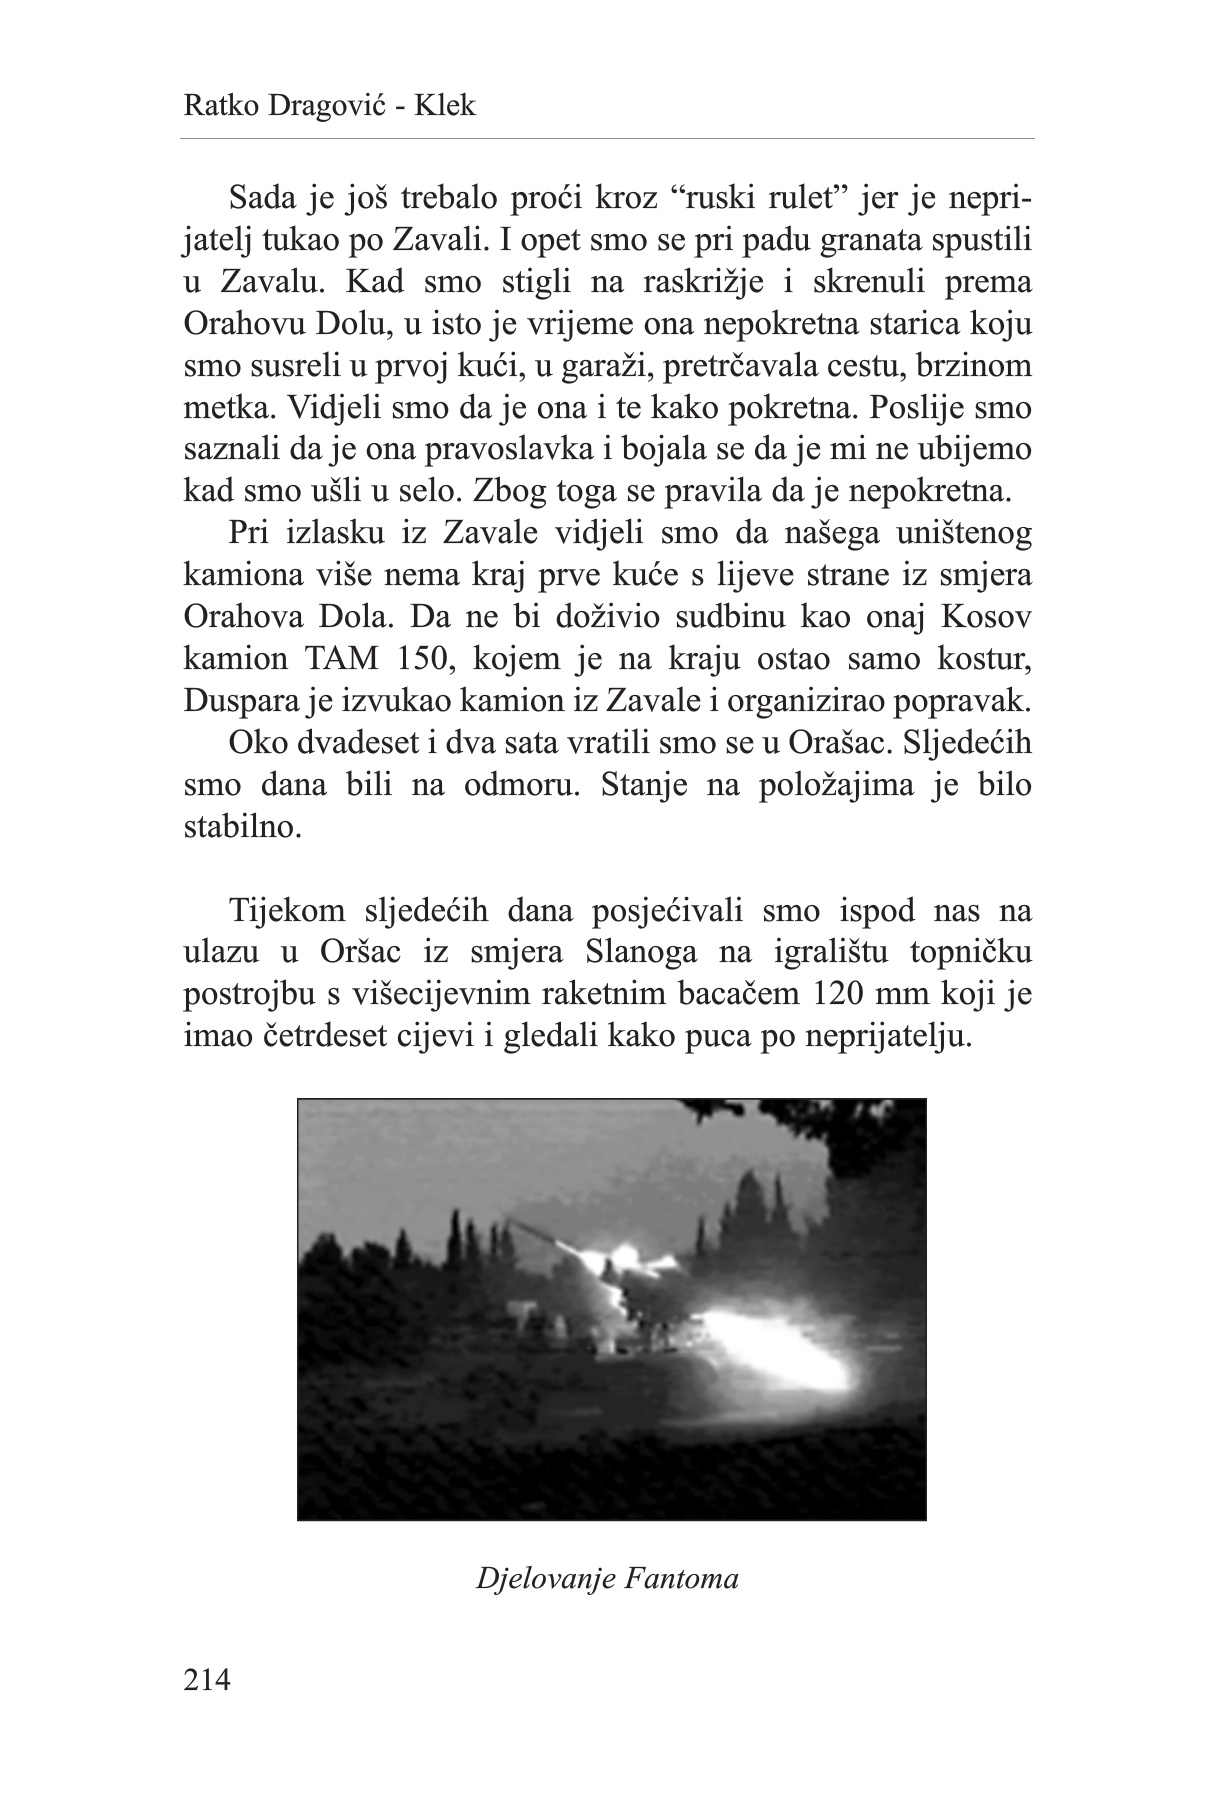 Ratko Dragović - Klek
Sada je još trebalo proći kroz “ruski rulet” jer je nepri-
jatelj tukao po Zavali. I opet smo se pri padu granata spustili
u Zavalu. Kad smo stigli na raskrižje i skrenuli prema
Orahovu Dolu, u isto je vrijeme ona nepokretna starica koju
smo susreli u prvoj kući, u garaži, pretrčavala cestu, brzinom
metka. Vidjeli smo da je ona i te kako pokretna. Poslije smo
saznali da je ona pravoslavka i bojala se da je mi ne ubijemo
kad smo ušli u selo. Zbog toga se pravila da je nepokretna.
Pri izlasku iz Zavale vidjeli smo da našega uništenog
kamiona više nema kraj prve kuće s lijeve strane iz smjera
Orahova Dola. Da ne bi doživio sudbinu kao onaj Kosov
kamion TAM 150, kojem je na kraju ostao samo kostur,
Duspara je izvukao kamion iz Zavale i organizirao popravak.
Oko dvadeset i dva sata vratili smo se u Orašac. Sljedećih
smo dana bili na odmoru. Stanje na položajima je bilo
stabilno.
Tijekom sljedećih dana posjećivali smo ispod nas na
ulazu u Oršac iz smjera Slanoga na igralištu topničku
postrojbu s višecijevnim raketnim bacačem 120 mm koji je
imao četrdeset cijevi i gledali kako puca po neprijatelju.
Djelovanje Fantoma
214